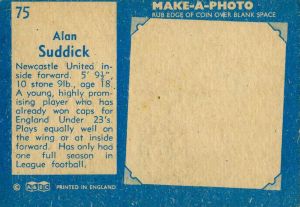 75
Alan
Suddick
Newcastle United in-
side forward. 5' 9½",
10 stone 9lb., age 18.
A young, highly prom-
ising player who has
already won caps for
England Under 23's.
Plays equally well on
the wing or at inside
forward. Has only had
one full season in
League football.
© A&BC PRINTED IN ENGLAND
MAKE-A-PHOTO
RUB EDGE OF COIN OVER BLANK SPACE